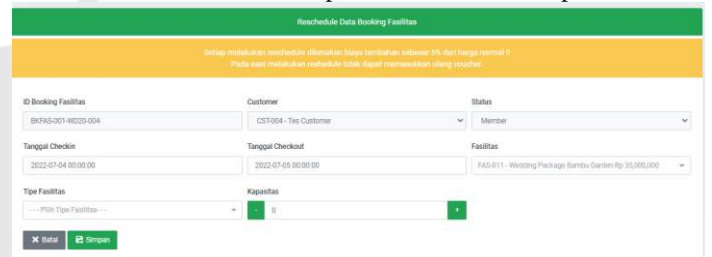 Reschedule Data Booking Fasilitas
Setiap melakukan reschedule dikenakan biaya tambahan sebesar 5% dari harga normal !!
Pada saat melakukan reshedule tidak dapat memasukkan ulang voucher.
ID Booking Fasilitas Customer Status
BKFAS-001-WD20-004 CST-004 - Tes Customer Member
Tanggal Checkin Tanggal Checkout Fasilitas
2022-07-04 00:00:00 2022-07-05 00:00:00 FAS-011 - Wedding Package Bambu Garden Rp 35,000,000
Tipe Fasilitas Kapasitas
--- Pilih Tipe Fasilitas --- - 6 +
Batal Simpan